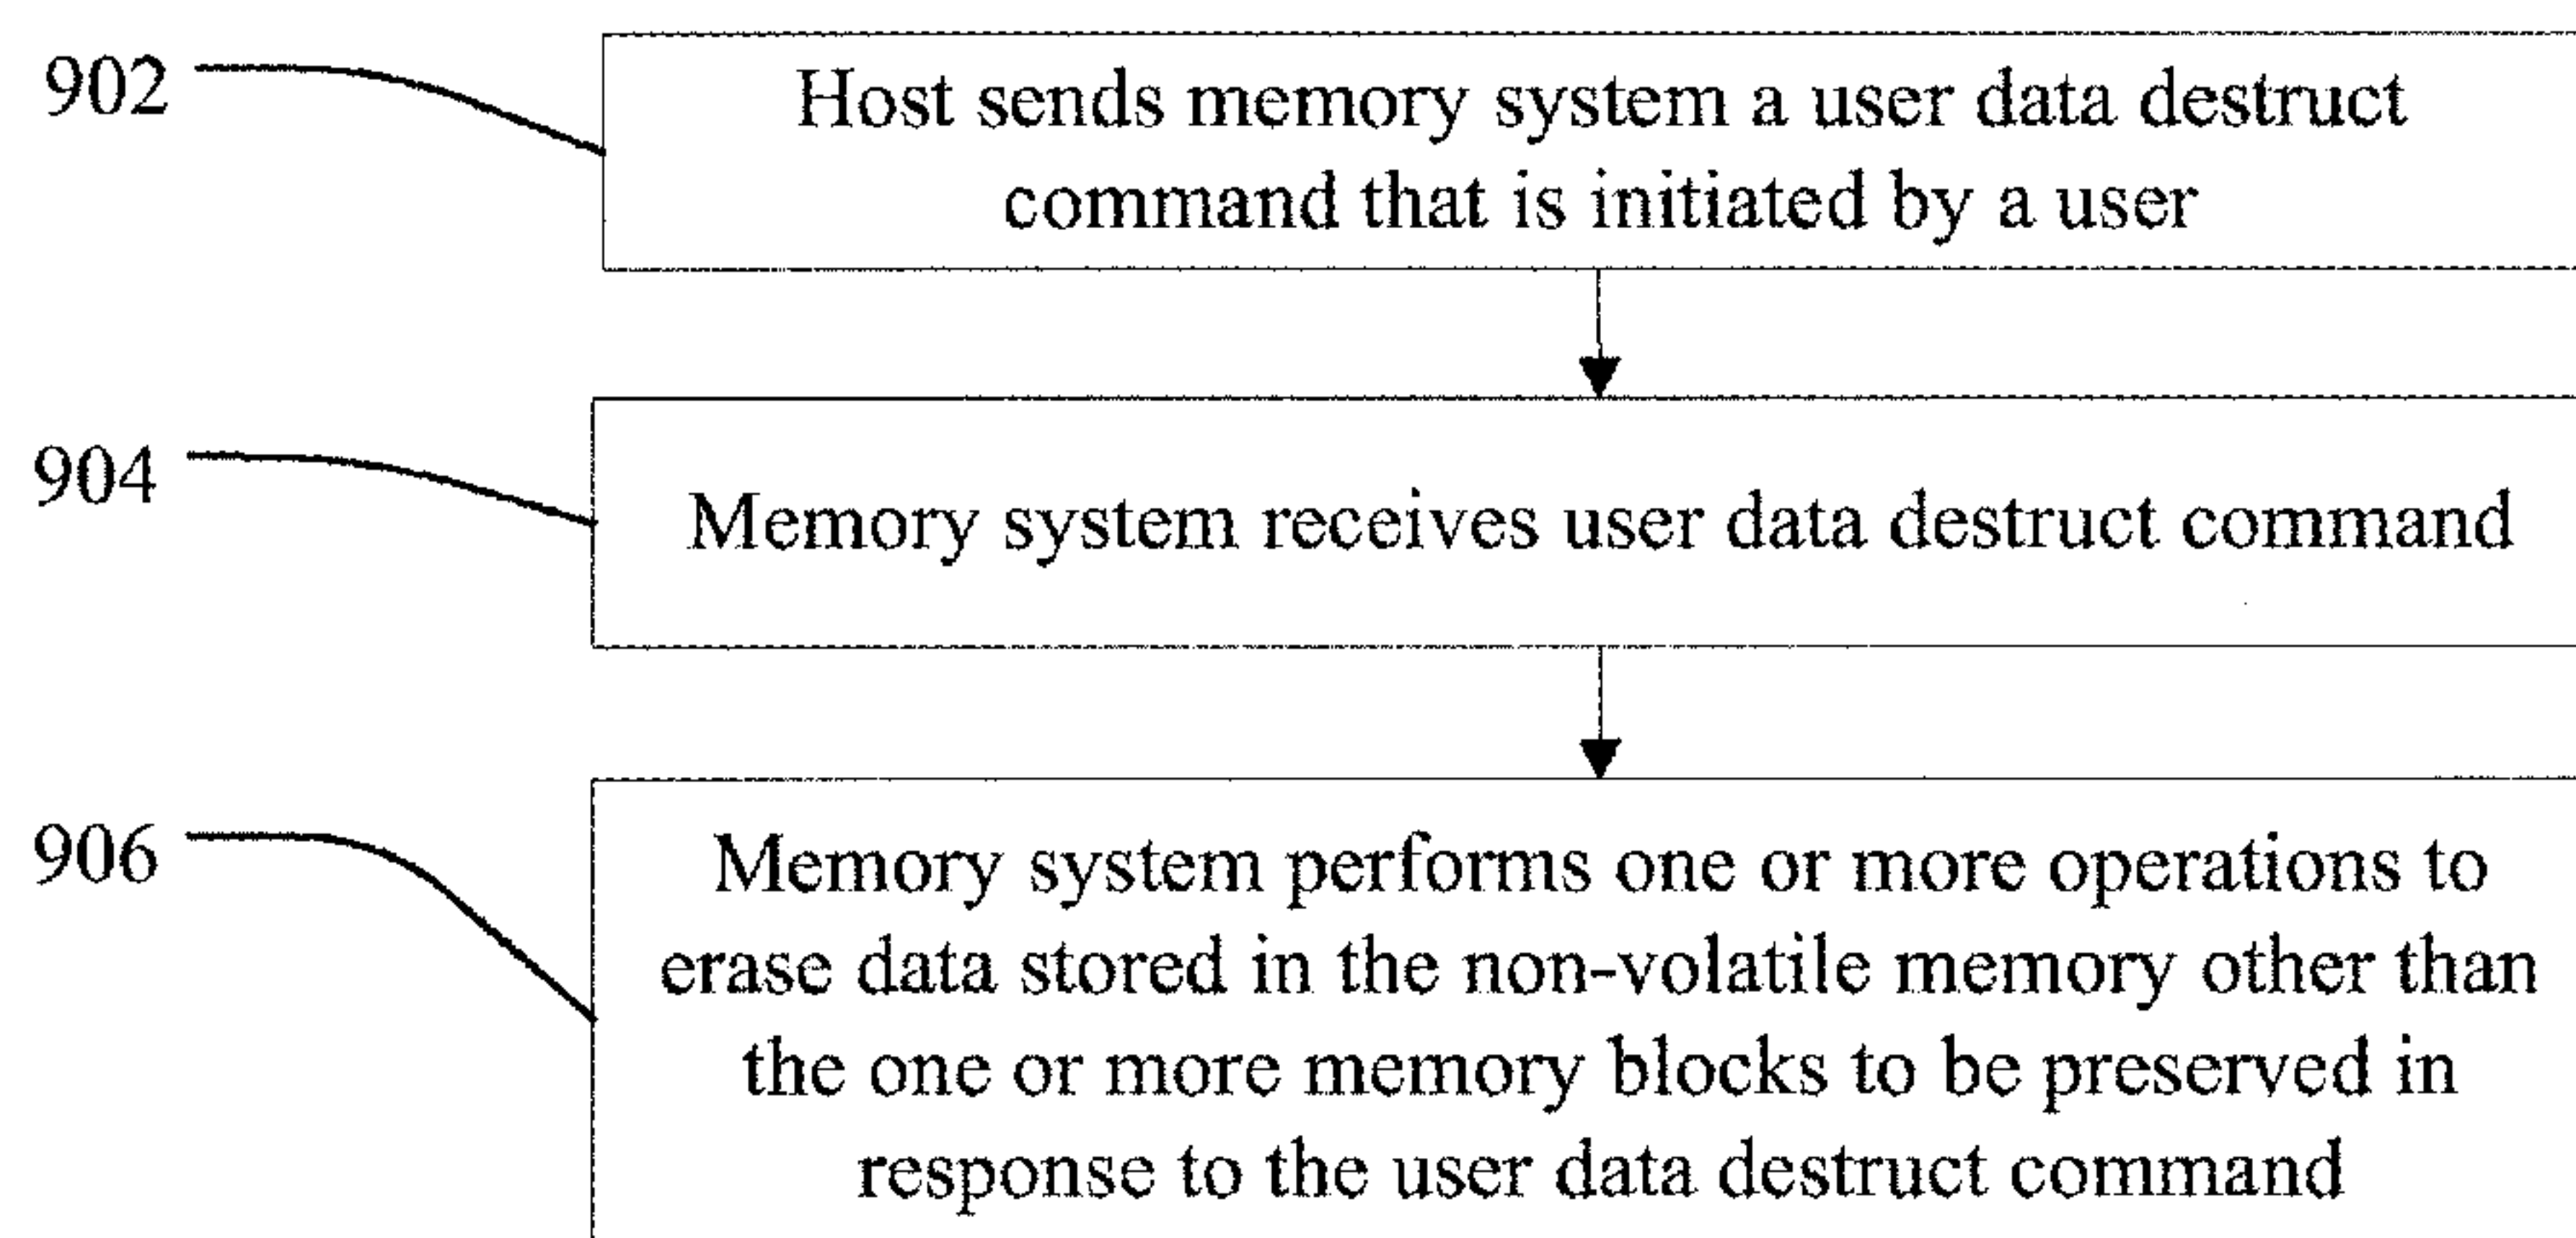 902
Host sends memory system a user data destruct
command that is initiated by a user
904
Memory system receives user data destruct command
906
Memory system performs one or more operations to
erase data stored in the non-volatile memory other than
the one or more memory blocks to be preserved in
response to the user data destruct command